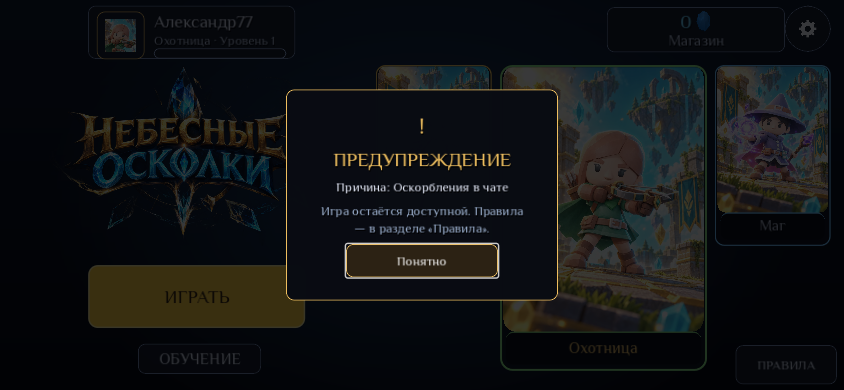 Александр77
Охотница · Уровень 1
0
Магазин
НЕБЕСНЫЕ
ОСКОЛКИ
!
ПРЕДУПРЕЖДЕНИЕ
Причина: Оскорбления в чате
Игра остаётся доступной. Правила
— в разделе «Правила».
Понятно
Маг
ИГРАТЬ
Охотница
ОБУЧЕНИЕ
ПРАВИЛА